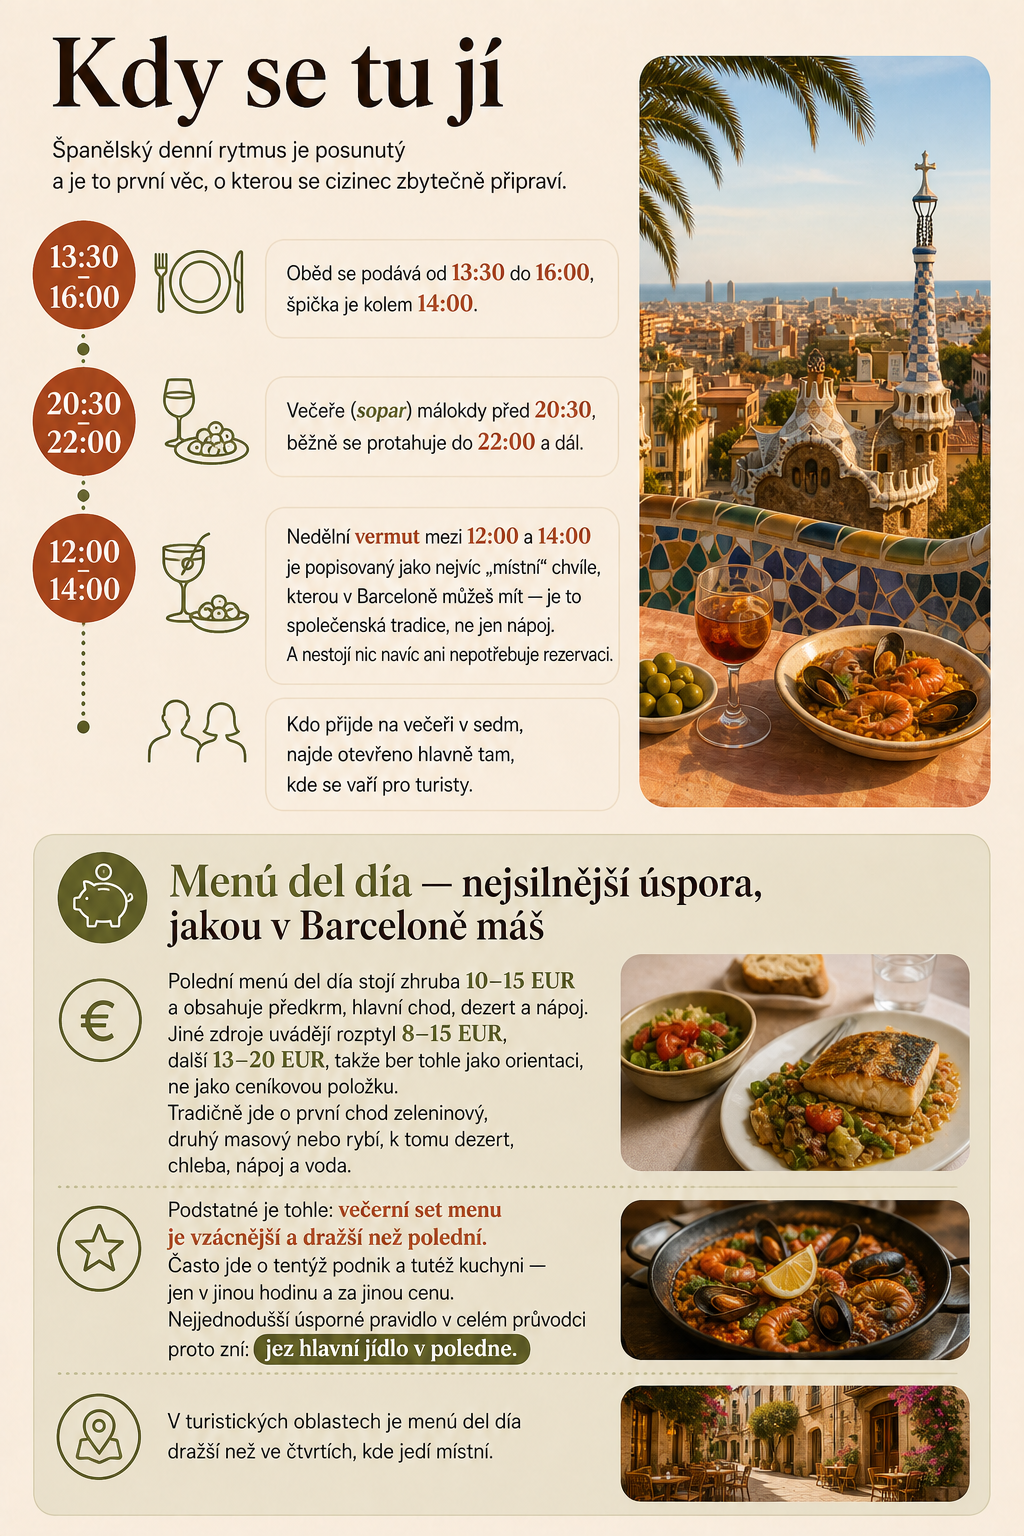 Kdy se tu jí
Španělský denní rytmus je posunutý
a je to první věc, o kterou se cizinec zbytečně připraví.
13:30
–
16:00
Oběd se podává od 13:30 do 16:00,
špička je kolem 14:00.
20:30
–
22:00
Večeře (sopar) málokdy před 20:30,
běžně se protahuje do 22:00 a dál.
12:00
–
14:00
Nedělní vermut mezi 12:00 a 14:00
je popisovaný jako nejvíc „místní“ chvíle,
kterou v Barceloně můžeš mít — je to
společenská tradice, ne jen nápoj.
A nestojí nic navíc ani nepotřebuje rezervaci.
Kdo přijde na večeři v sedm,
najde otevřeno hlavně tam,
kde se vaří pro turisty.
Menú del día — nejsilnější úspora,
jakou v Barceloně máš
€
Polední menú del día stojí zhruba 10–15 EUR
a obsahuje předkrm, hlavní chod, dezert a nápoj.
Jiné zdroje uvádějí rozptyl 8–15 EUR,
další 13–20 EUR, takže ber tohle jako orientaci,
ne jako ceníkovou položku.
Tradičně jde o první chod zeleninový,
druhý masový nebo rybí, k tomu dezert,
chleba, nápoj a voda.
Podstatné je tohle: večerní set menu
je vzácnější a dražší než polední.
Často jde o tentýž podnik a tutéž kuchyni —
jen v jinou hodinu a za jinou cenu.
Nejjednodušší úsporné pravidlo v celém průvodci
proto zní: jez hlavní jídlo v poledne.
V turistických oblastech je menú del día
dražší než ve čtvrtích, kde jedí místní.